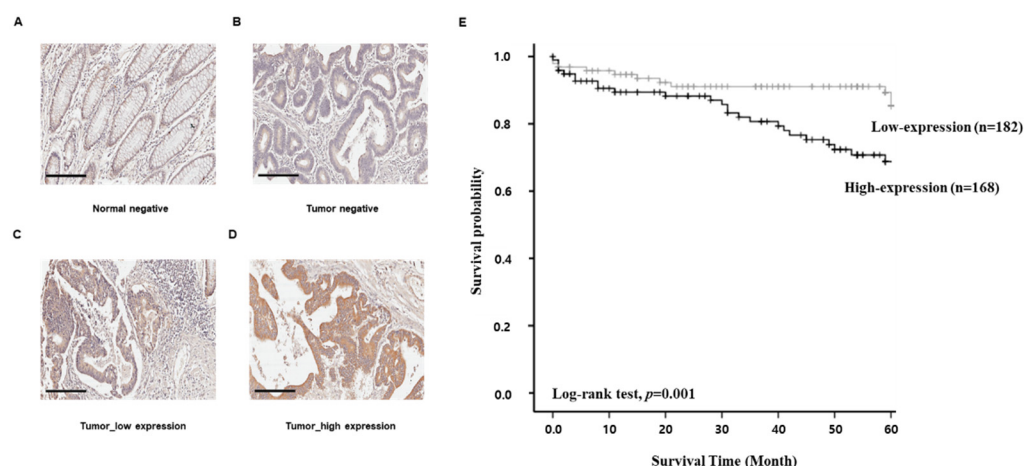 A
B
Normal negative
Tumor negative
C
D
Tumor_low expression
Tumor_high expression
E
1.0
0.8
0.6
0.4
0.2
0.0
Survival probability
Low-expression (n=182)
High-expression (n=168)
Log-rank test, p=0.001
0.0 10 20 30 40 50 60
Survival Time (Month)